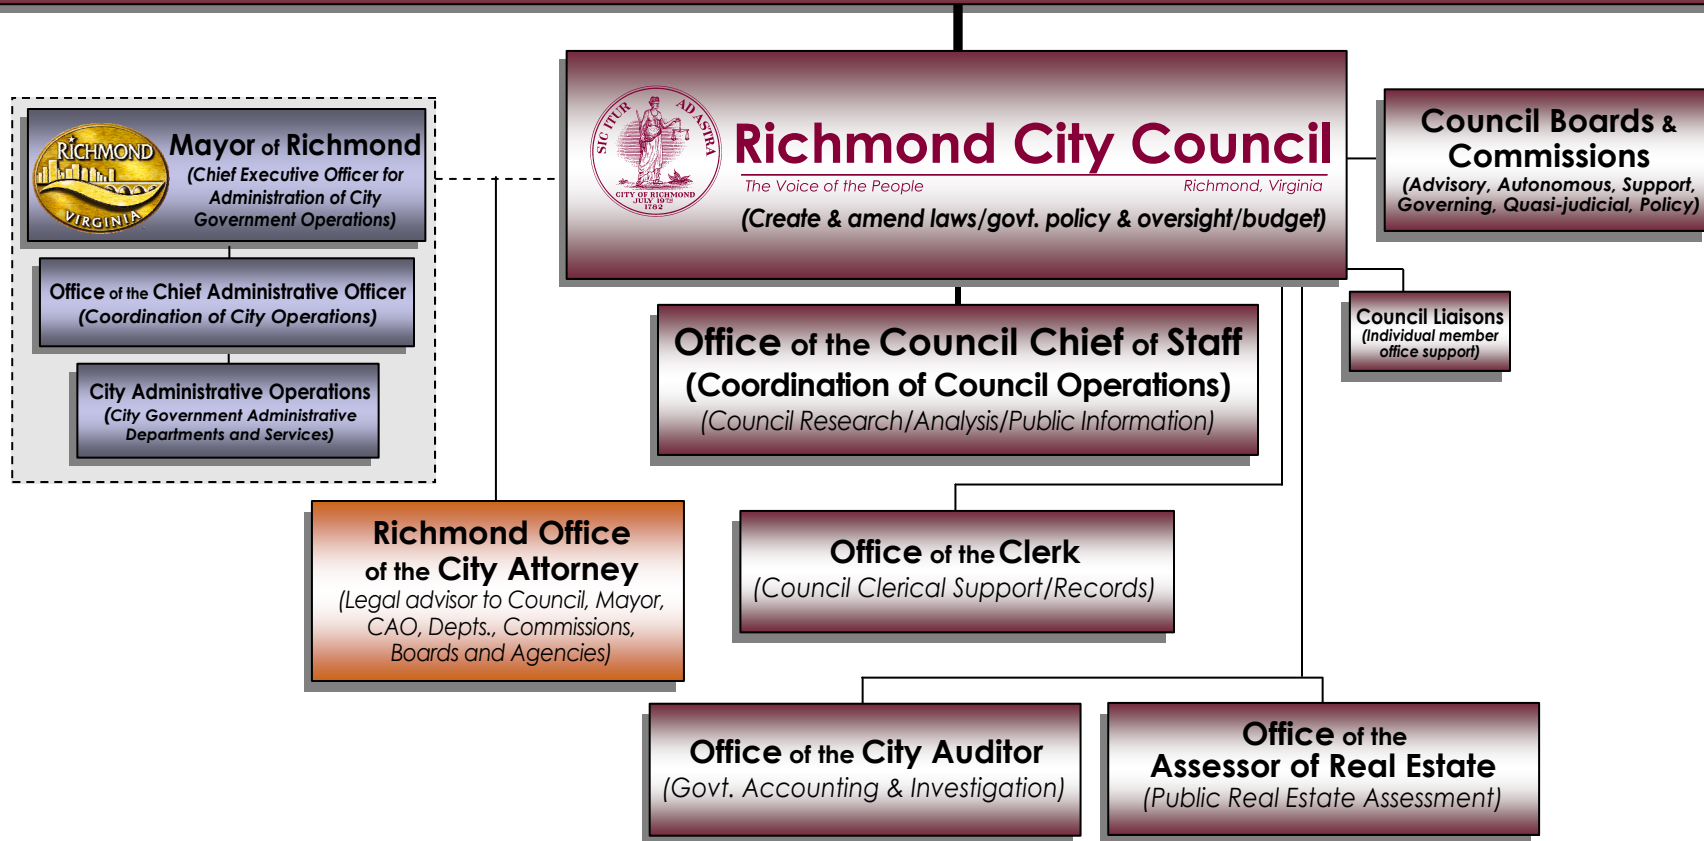 RICHMOND
VIRGINIA
Mayor of Richmond
(Chief Executive Officer for
Administration of City
Government Operations)
Office of the Chief Administrative Officer
(Coordination of City Operations)
City Administrative Operations
(City Government Administrative
Departments and Services)
SIC ITUR AD ASTRA
CITY OF RICHMOND
JULY 19TH
1782
Richmond City Council
The Voice of the People Richmond, Virginia
(Create & amend laws/govt. policy & oversight/budget)
Council Boards &
Commissions
(Advisory, Autonomous, Support,
Governing, Quasi-judicial, Policy)
Council Liaisons
(Individual member
office support)
Office of the Council Chief of Staff
(Coordination of Council Operations)
(Council Research/Analysis/Public Information)
Richmond Office
of the City Attorney
(Legal advisor to Council, Mayor,
CAO, Depts., Commissions,
Boards and Agencies)
Office of the Clerk
(Council Clerical Support/Records)
Office of the City Auditor
(Govt. Accounting & Investigation)
Office of the
Assessor of Real Estate
(Public Real Estate Assessment)